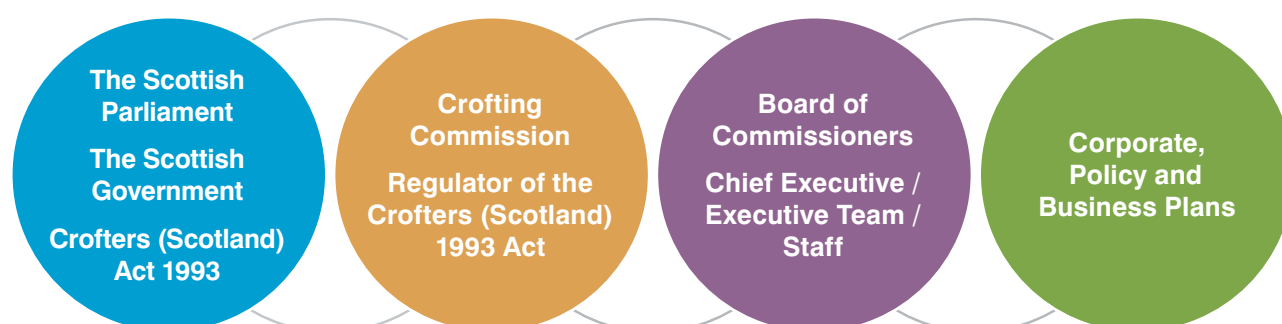 The Scottish
Parliament
The Scottish
Government
Crofters (Scotland)
Act 1993
Crofting
Commission
Regulator of the
Crofters (Scotland)
1993 Act
Board of
Commissioners
Chief Executive /
Executive Team /
Staff
Corporate,
Policy and
Business Plans